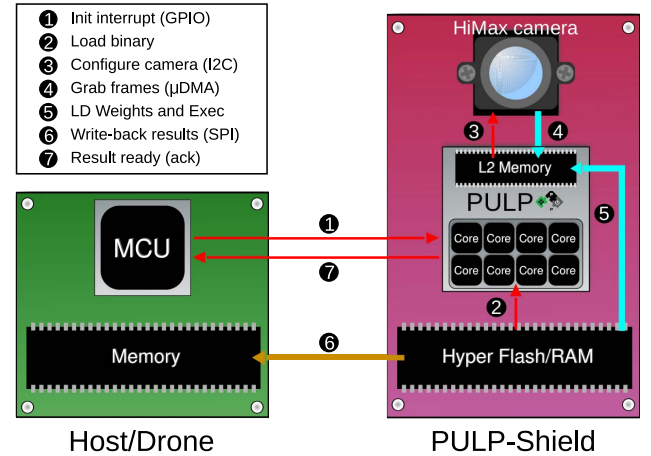 1 Init interrupt (GPIO)
2 Load binary
3 Configure camera (I2C)
4 Grab frames (μDMA)
5 LD Weights and Exec
6 Write-back results (SPI)
7 Result ready (ack)
HiMax camera
3
4
L2 Memory
PULP
5
MCU
1
Core Core Core Core
7
Core Core Core Core
2
6
Memory
Hyper Flash/RAM
Host/Drone
PULP-Shield